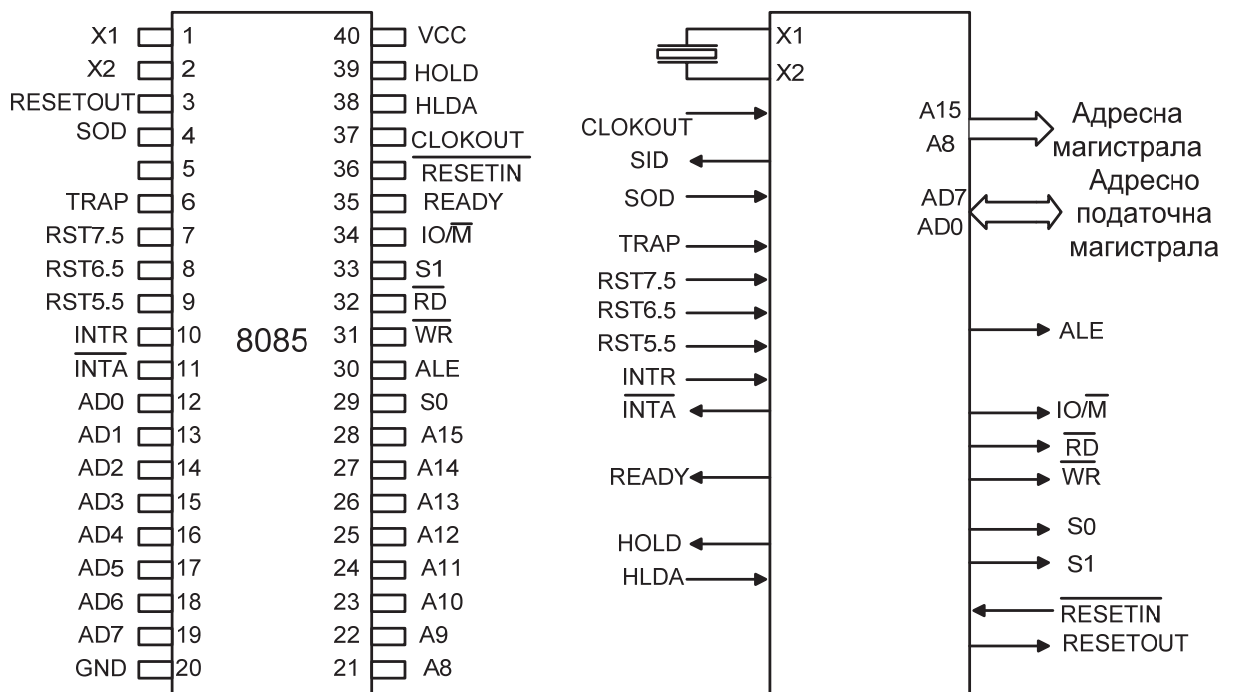 X1 1 40 VCC
X2 2 39 HOLD
RESETOUT 3 38 HLDA
SOD 4 37 CLOKOUT
5 36 RESETIN
TRAP 6 35 READY
RST7.5 7 34 IO/M
RST6.5 8 33 S1
RST5.5 9 32 RD
INTR 10 31 WR
8085
INTA 11 30 ALE
AD0 12 29 S0
AD1 13 28 A15
AD2 14 27 A14
AD3 15 26 A13
AD4 16 25 A12
AD5 17 24 A11
AD6 18 23 A10
AD7 19 22 A9
GND 20 21 A8
X1
X2
CLOKOUT
SID
SOD
TRAP
RST7.5
RST6.5
RST5.5
INTR
INTA
READY
HOLD
HLDA
A15
A8
Адресна
магистрала
AD7
AD0
Адресно
податочна
магистрала
ALE
IO/M
RD
WR
S0
S1
RESETIN
RESETOUT